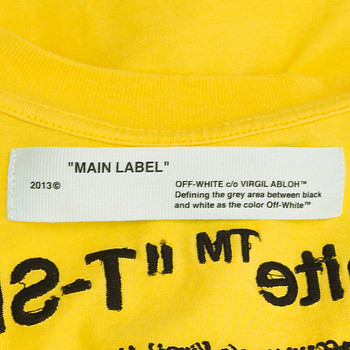 "MAIN LABEL"
2013©
OFF-WHITE c/o VIRGIL ABLOH™
Defining the grey area between black
and white as the color Off-White™
ite™ "T-S